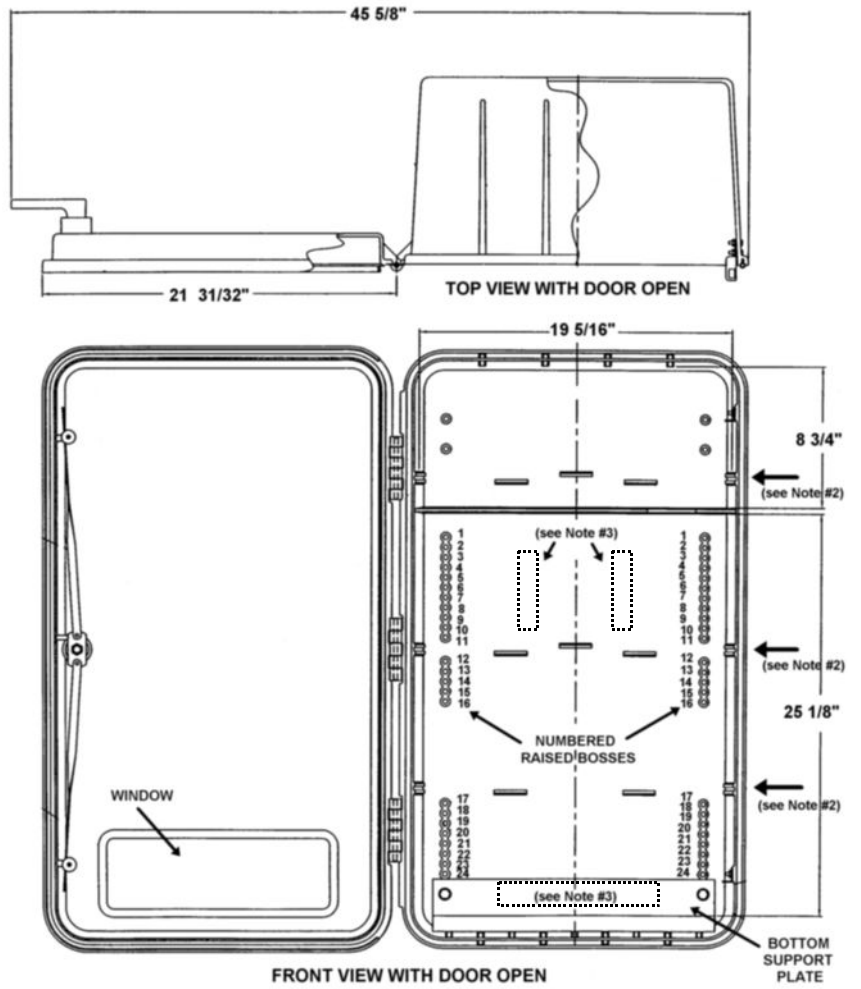 45 5/8"
21 31/32"
TOP VIEW WITH DOOR OPEN
19 5/16"
8 3/4"
(see Note #2)
(see Note #3)
1 1
2 2
3 3
4 4
5 5
6 6
7 7
8 8
9 9
10 10
11 11
12 12
(see Note #2)
13 13
14 14
15 15
16 16
25 1/8"
NUMBERED
RAISED BOSSES
WINDOW
17 17
(see Note #2)
18 18
19 19
20 20
21 21
22 22
23 23
24 24
(see Note #3)
BOTTOM
SUPPORT
PLATE
FRONT VIEW WITH DOOR OPEN